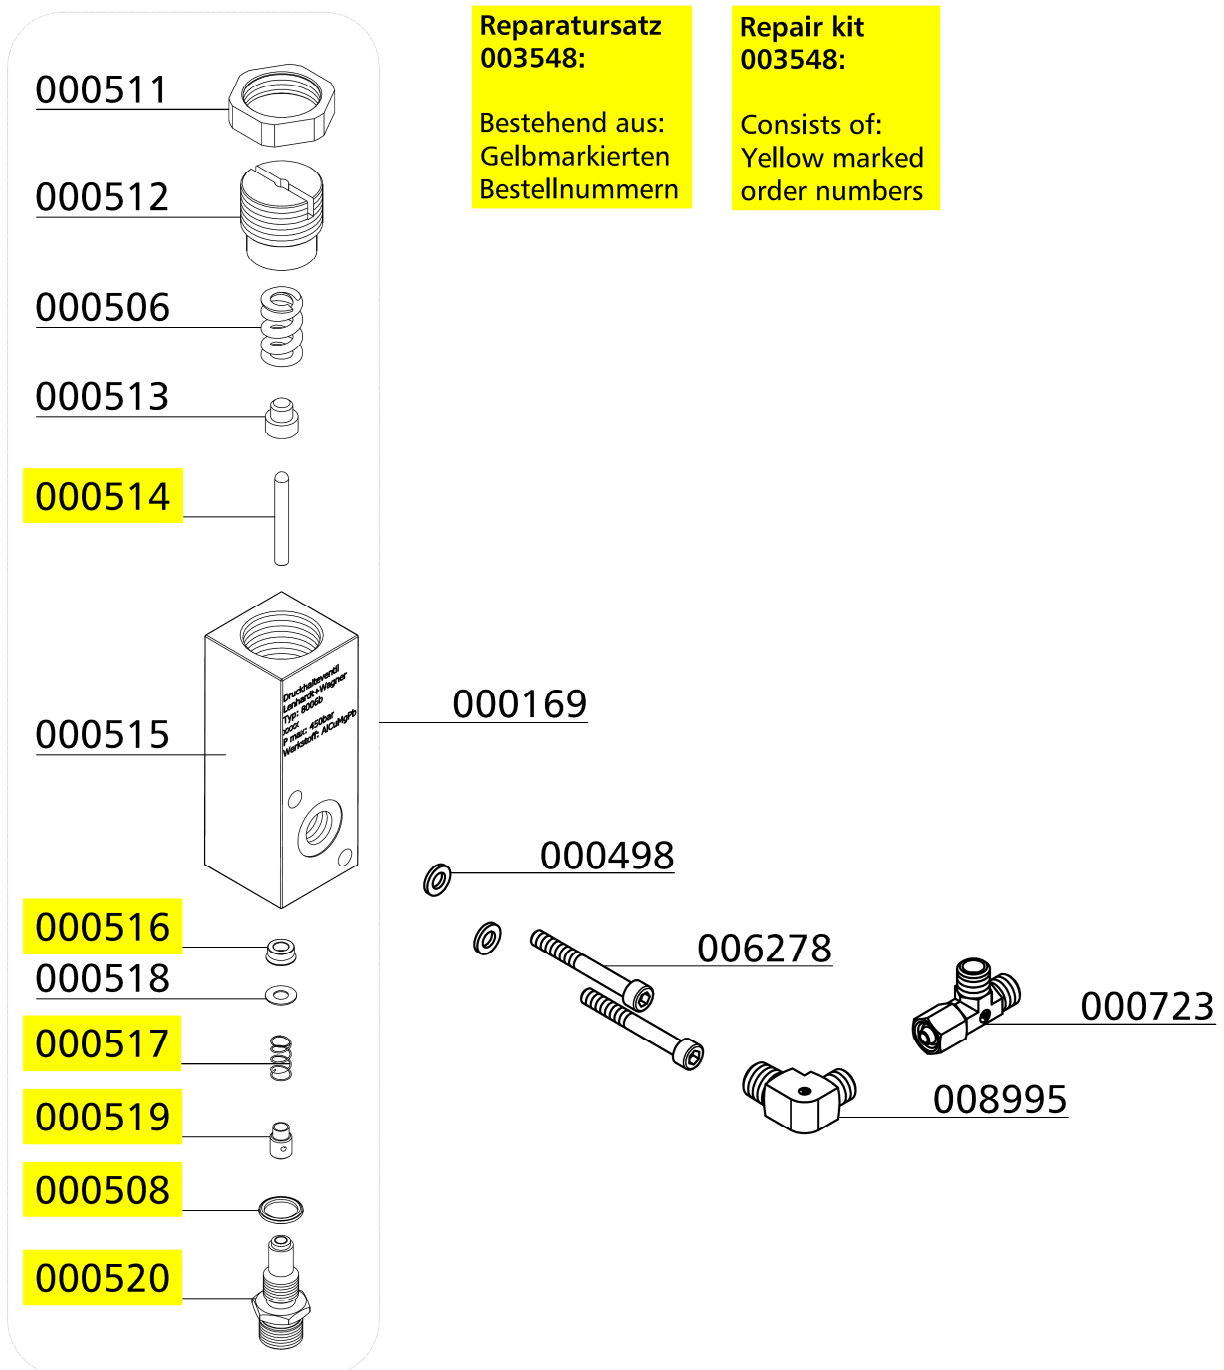 Reparatursatz
003548:
Bestehend aus:
Gelbmarkierten
Bestellnummern
Repair kit
003548:
Consists of:
Yellow marked
order numbers
000511
000512
000506
000513
000514
Druckhalteventil
Lenhardt+Wagner
Typ: 8006b
xxxx
P max: 450bar
Werkstoff: AlCuMgPb
000515
000169
000498
000516
006278
000518
000723
000517
008995
000519
000508
000520